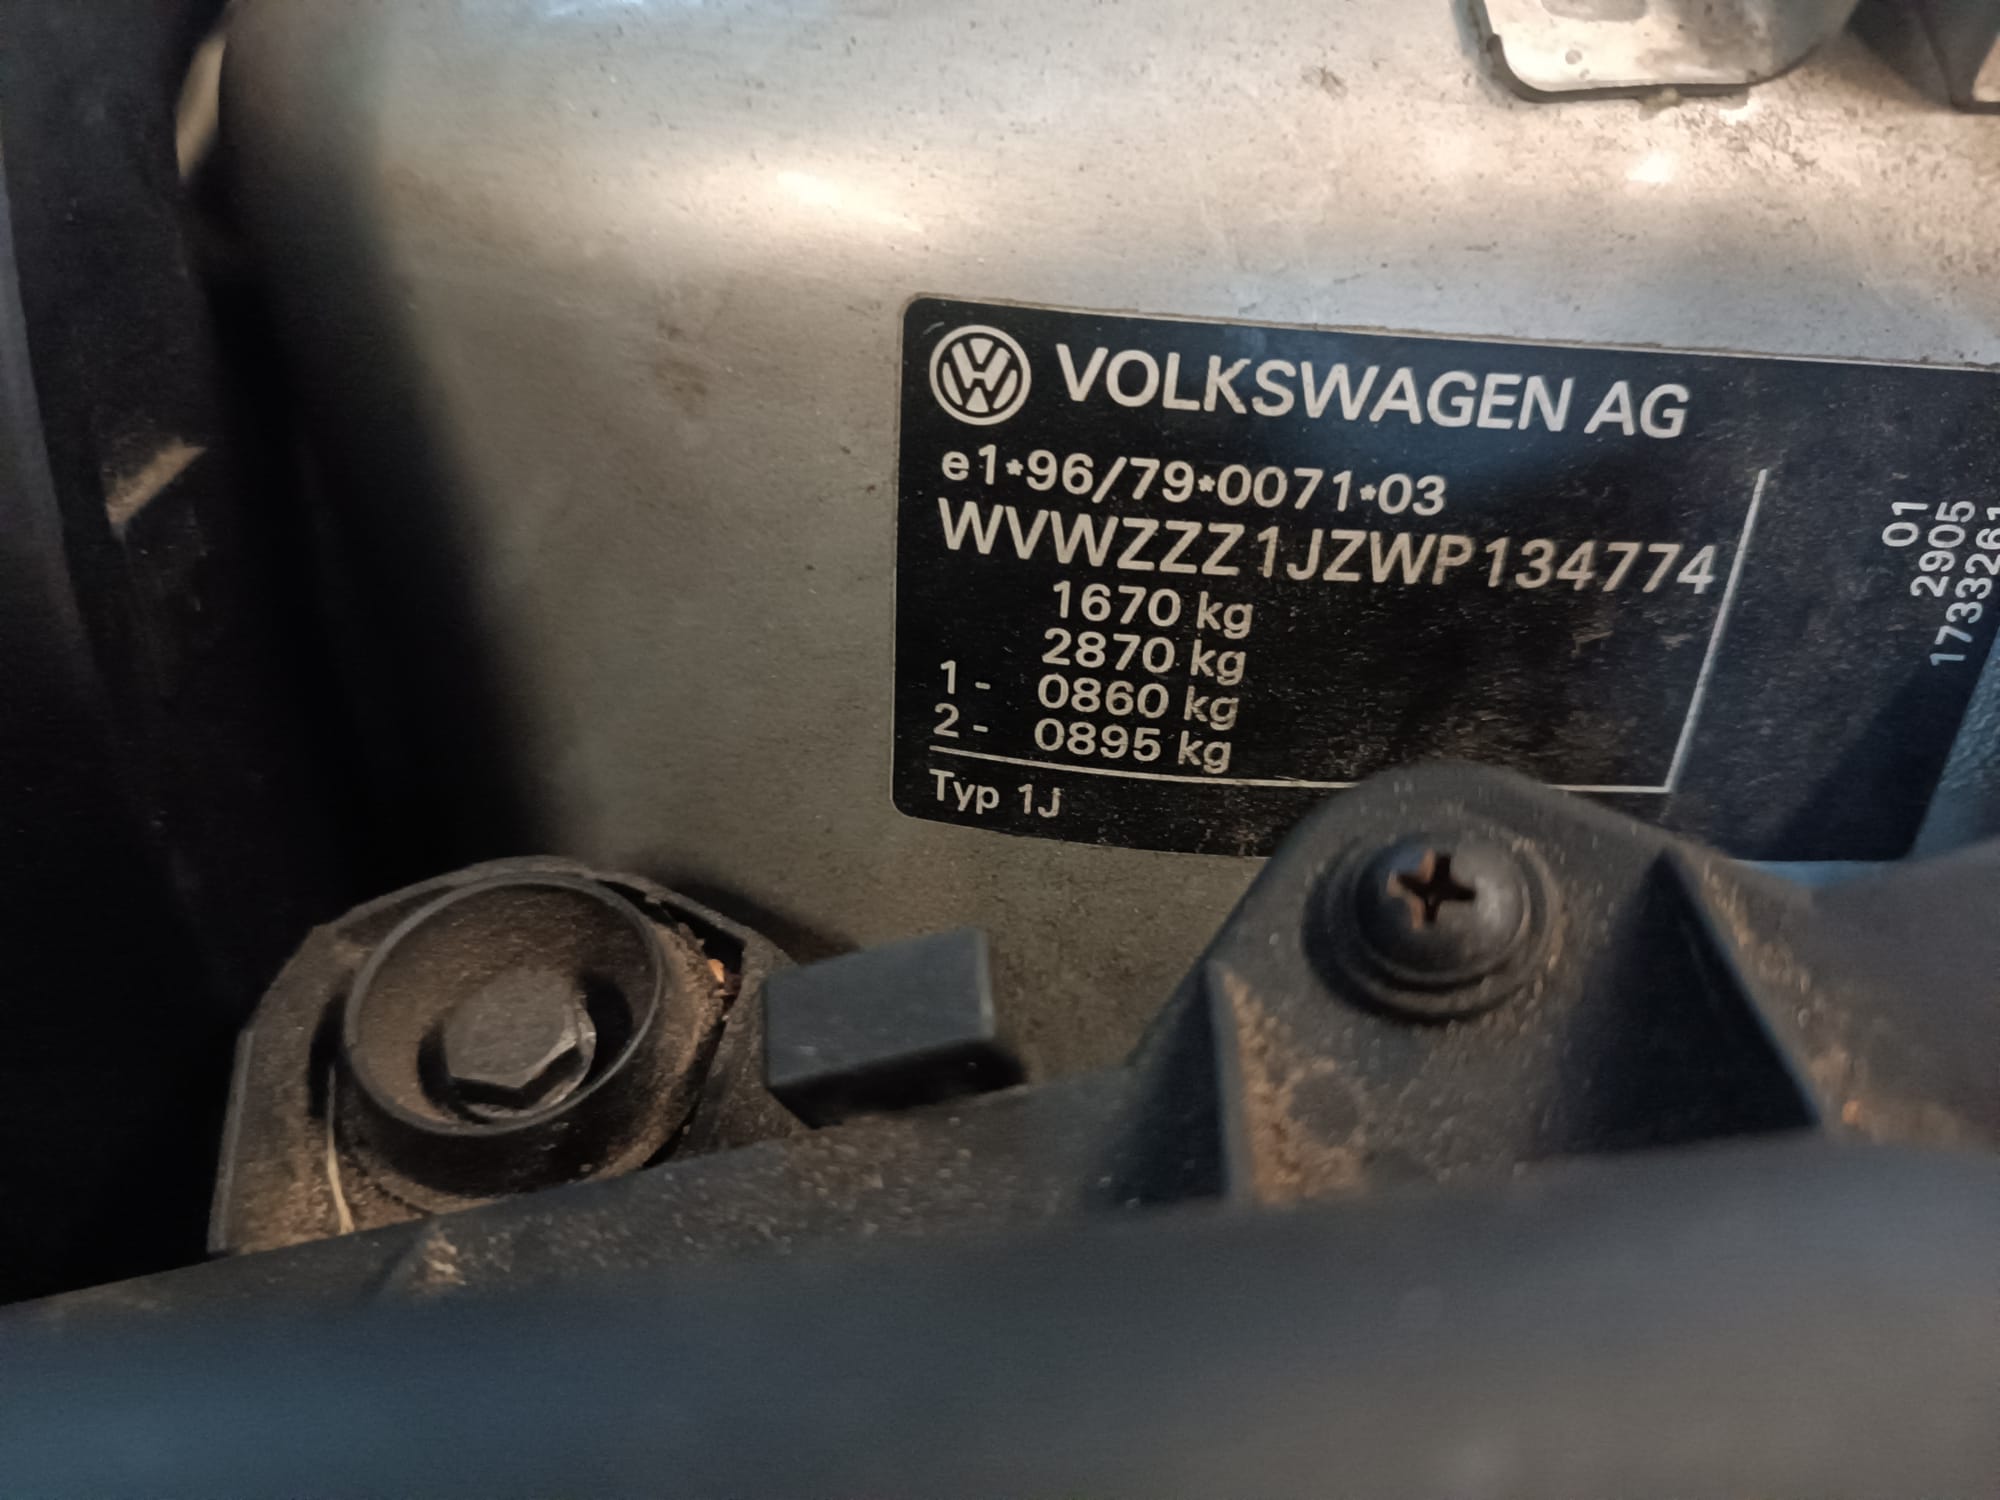 VOLKSWAGEN AG
e1*96/79*0071*03
WVWZZZ1JZWP134774
1670 kg
2870 kg
1- 0860 kg
2- 0895 kg
Typ 1J
01
2905
1733261